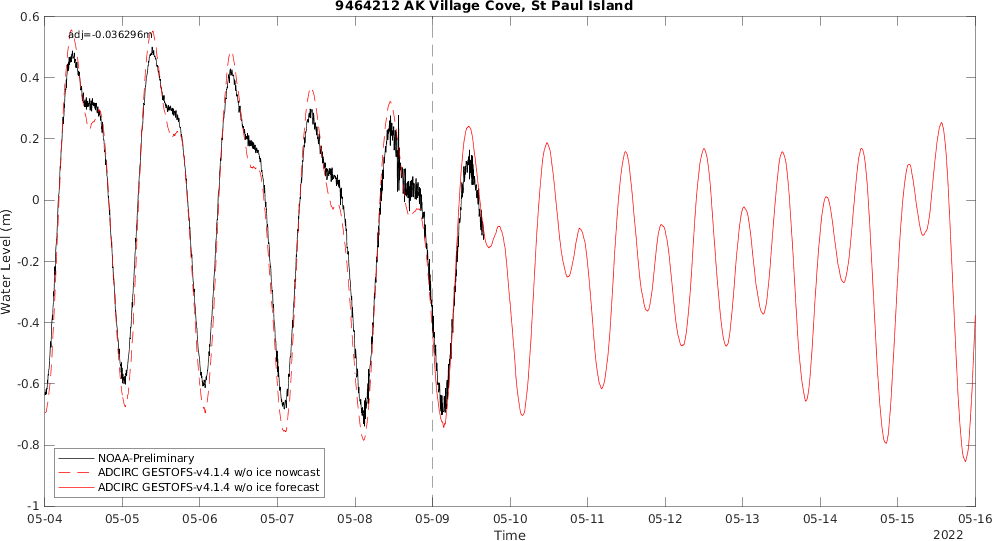 9464212 AK Village Cove, St Paul Island
adj=-0.036296m
0.6
0.4
0.2
0
-0.2
-0.4
-0.6
-0.8
-1
Water Level (m)
NOAA-Preliminary
ADCIRC GESTOFS-v4.1.4 w/o ice nowcast
ADCIRC GESTOFS-v4.1.4 w/o ice forecast
05-04 05-05 05-06 05-07 05-08 05-09 05-10 05-11 05-12 05-13 05-14 05-15 05-16
Time
2022